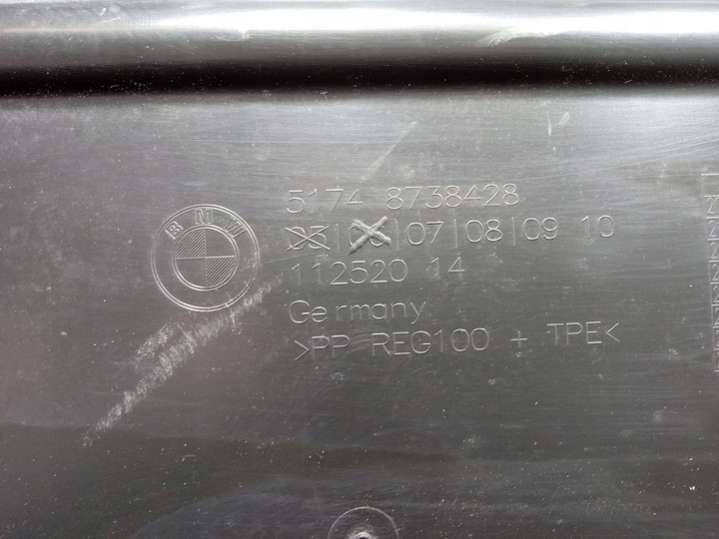 BMW
5174 8738428
05|06|07|08|09 10
112520 14
Germany
>PP REG100 + TPE<